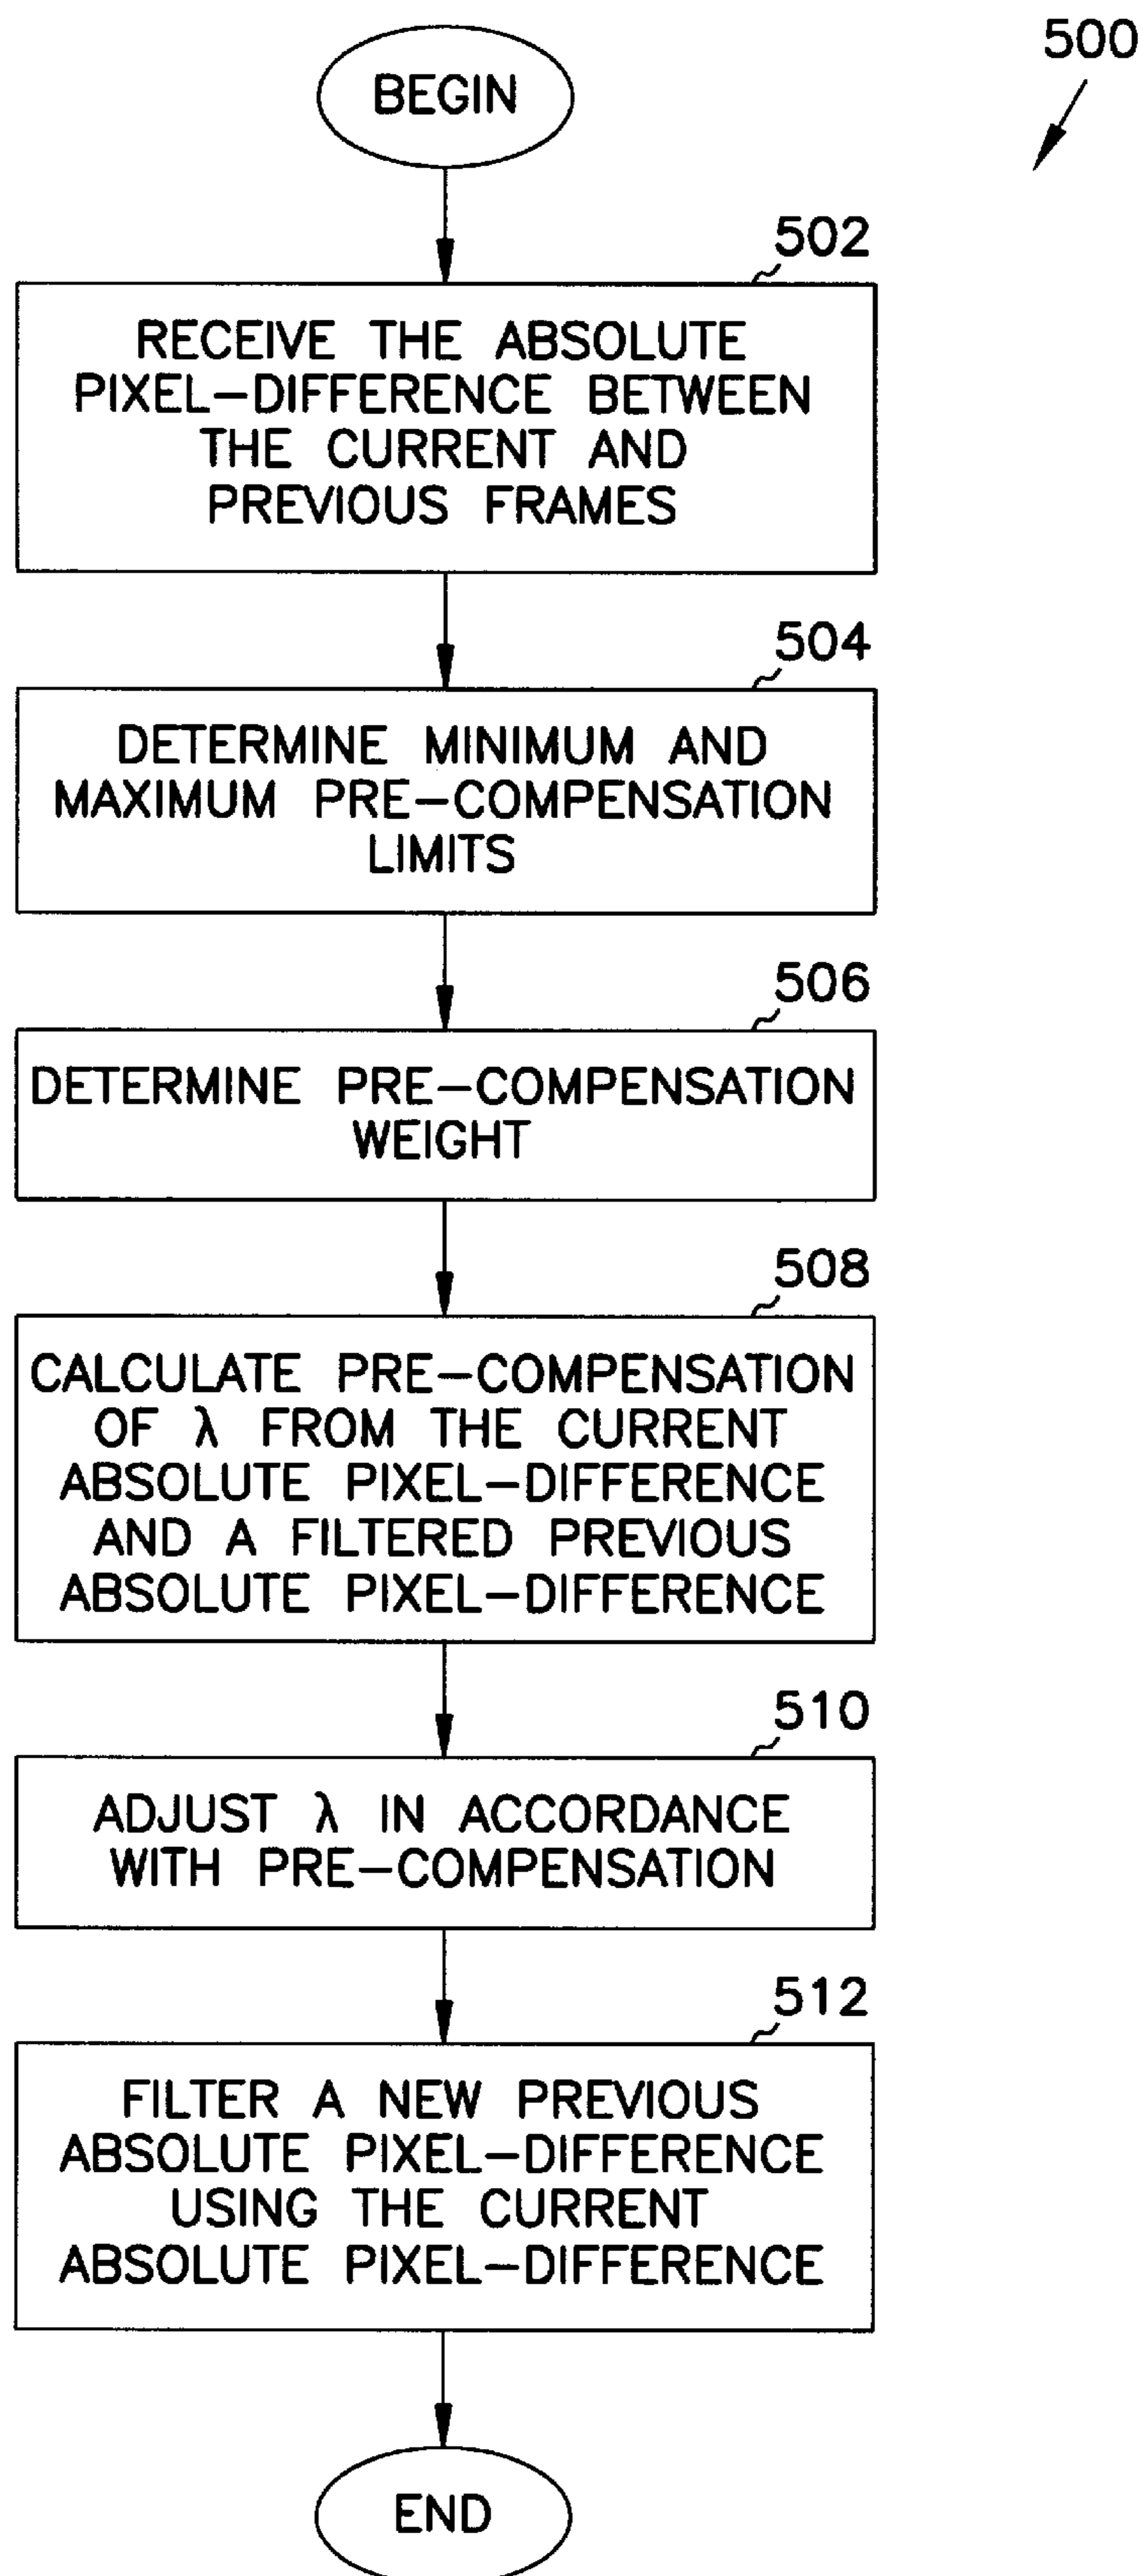 500
BEGIN
502
RECEIVE THE ABSOLUTE
PIXEL-DIFFERENCE BETWEEN
THE CURRENT AND
PREVIOUS FRAMES
504
DETERMINE MINIMUM AND
MAXIMUM PRE-COMPENSATION
LIMITS
506
DETERMINE PRE-COMPENSATION
WEIGHT
508
CALCULATE PRE-COMPENSATION
OF λ FROM THE CURRENT
ABSOLUTE PIXEL-DIFFERENCE
AND A FILTERED PREVIOUS
ABSOLUTE PIXEL-DIFFERENCE
510
ADJUST λ IN ACCORDANCE
WITH PRE-COMPENSATION
512
FILTER A NEW PREVIOUS
ABSOLUTE PIXEL-DIFFERENCE
USING THE CURRENT
ABSOLUTE PIXEL-DIFFERENCE
END